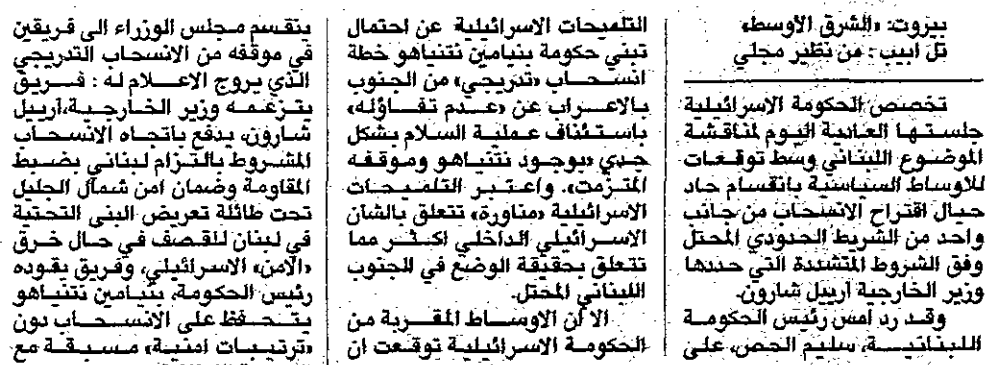 بيروت: «الشرق الأوسط»
تل ابيب: من نظير مجلي
تخصص الحكومة الاسرائيلية
جلستها العادية اليوم لمناقشة
الموضوع اللبناني وسط توقعات
للاوساط السياسية بانقسام حاد
حيال اقتراح الانسحاب من جانب
واحد من الشريط الحدودي المحتل
وفق الشروط المتشددة التي حددها
وزير الخارجية ارييل شارون.
وقد رد امس رئيس الحكومة
اللبنانية، سليم الحص، على
التلميحات الاسرائيلية عن احتمال
تبني حكومة بنيامين نتنياهو خطة
انسحاب «تدريجي» من الجنوب
بالاعراب عن «عدم تفاؤله»
باستئناف عملية السلام بشكل
جدي «بوجود نتنياهو وموقفه
المتزمت». واعتبر التلميحات
الاسرائيلية «مناورة» تتعلق بالشأن
الاسرائيلي الداخلي اكثر مما
تتعلق بحقيقة الوضع في الجنوب
اللبناني المحتل.
الا ان الاوساط المقربة من
الحكومة الاسرائيلية توقعت ان
ينقسم مجلس الوزراء الى فريقين
في موقفه من الانسحاب التدريجي
الذي يروج الاعلام له: فريق
يتزعمه وزير الخارجية، ارييل
شارون، يدفع باتجاه الانسحاب
المشروط بالتزام لبناني بضبط
المقاومة وضمان امن شمال الجليل
تحت طائلة تعريض البنى التحتية
في لبنان للقصف في حال خرق
«الامن» الاسرائيلي، وفريق يقوده
رئيس الحكومة، بنيامين نتنياهو
يتحفظ على الانسحاب دون
«ترتيبات امنية» مسبقة مع